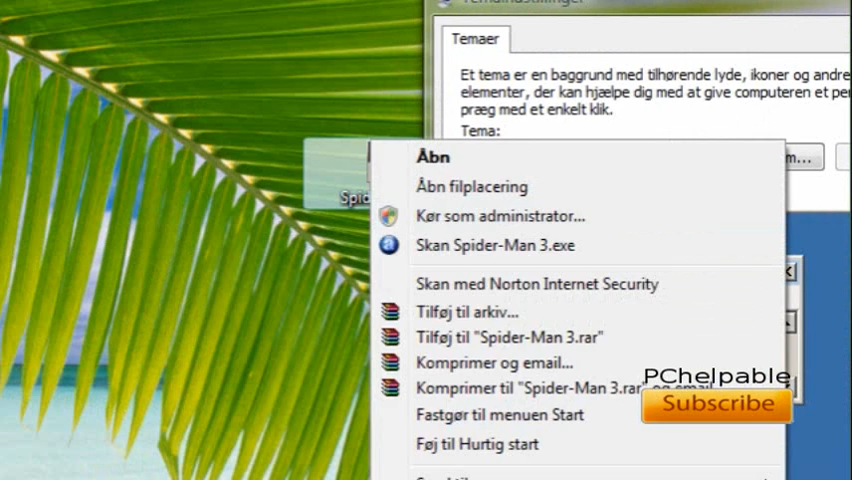 Temaindstillinger
Temaer
Et tema er en baggrund med tilhørende lyde, ikoner og andre
elementer, der kan hjælpe dig med at give computeren et per
præg med et enkelt klik.
Tema:
m...
Spid
Åbn
Åbn filplacering
Kør som administrator...
Skan Spider-Man 3.exe
Skan med Norton Internet Security
Tilføj til arkiv...
Tilføj til "Spider-Man 3.rar"
Komprimer og email...
Komprimer til "Spider-Man 3.rar" og email
Fastgør til menuen Start
Føj til Hurtig start
PChelpable
Subscribe